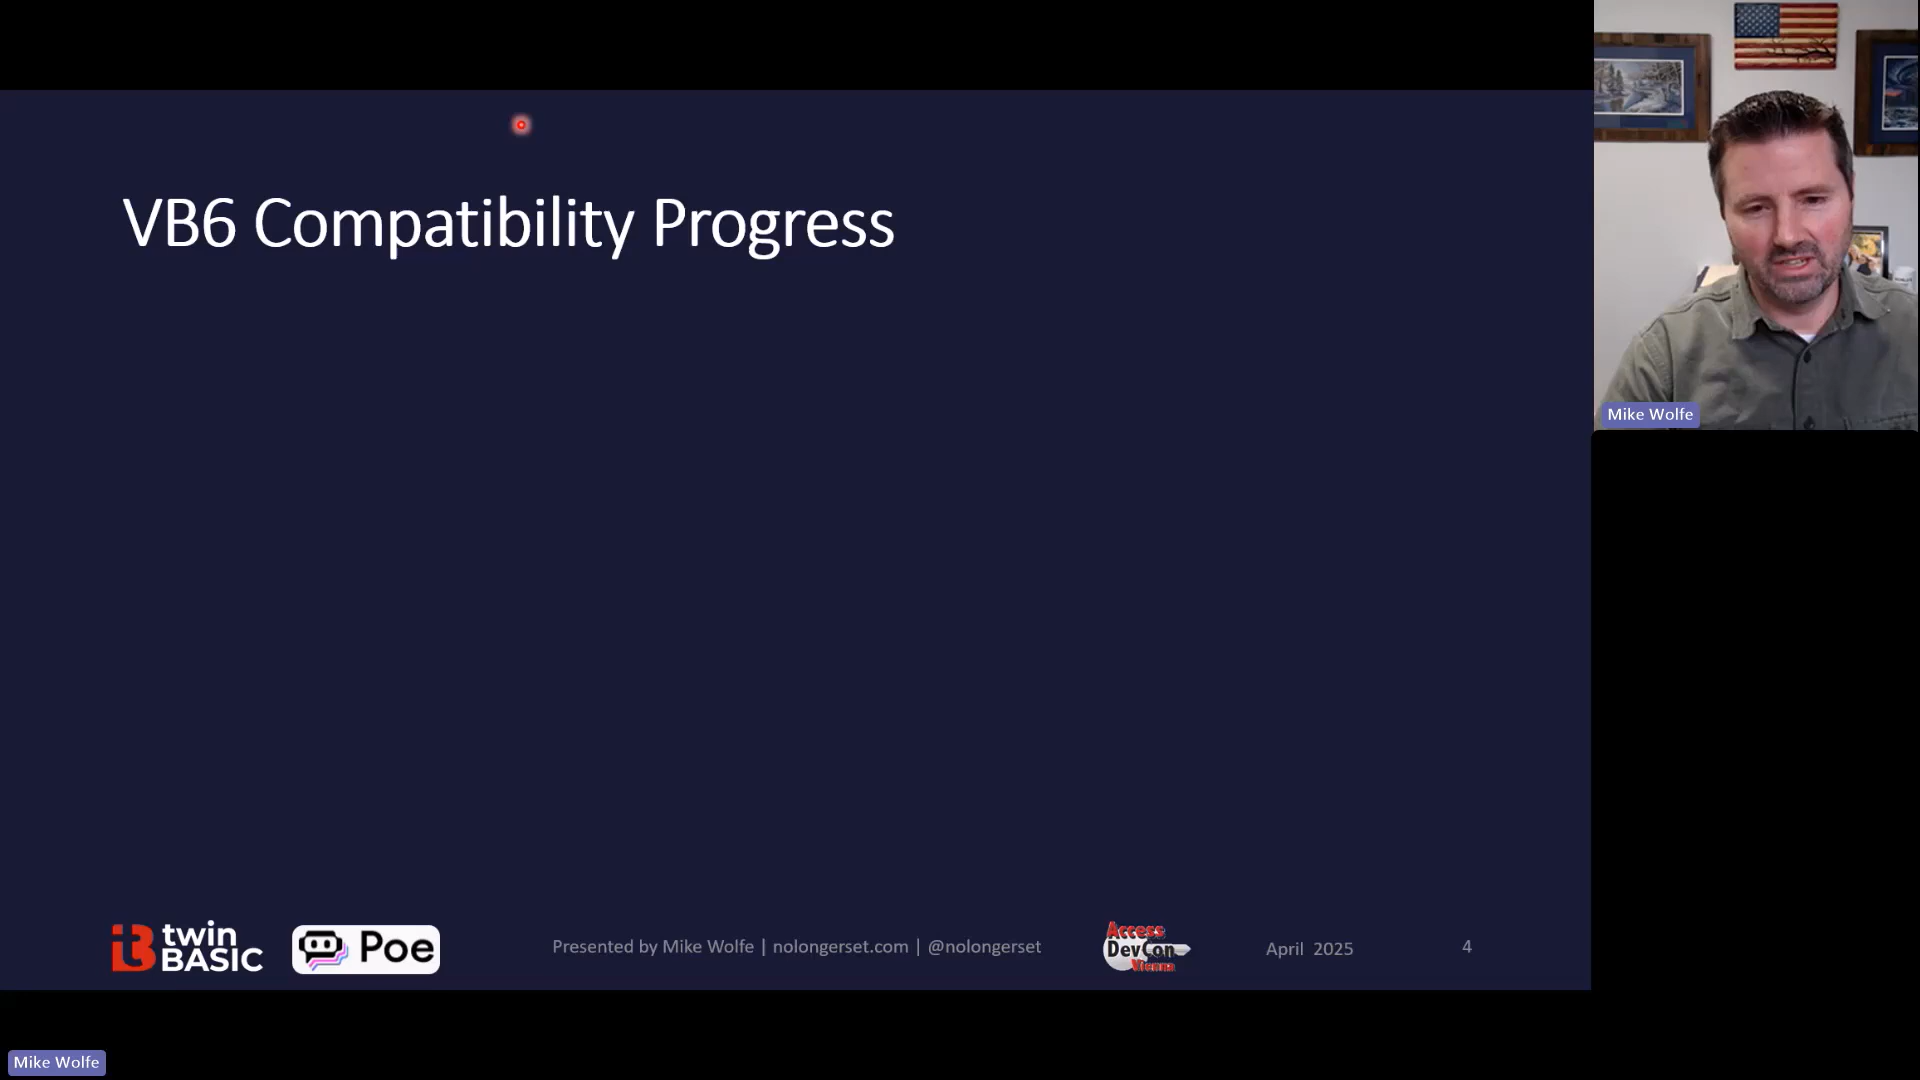 VB6 Compatibility Progress
Mike Wolfe
twin
BASIC
Poe
Presented by Mike Wolfe | nolongerset.com | @nolongerset
Access
DevCon
Vienna
April 2025
4
Mike Wolfe